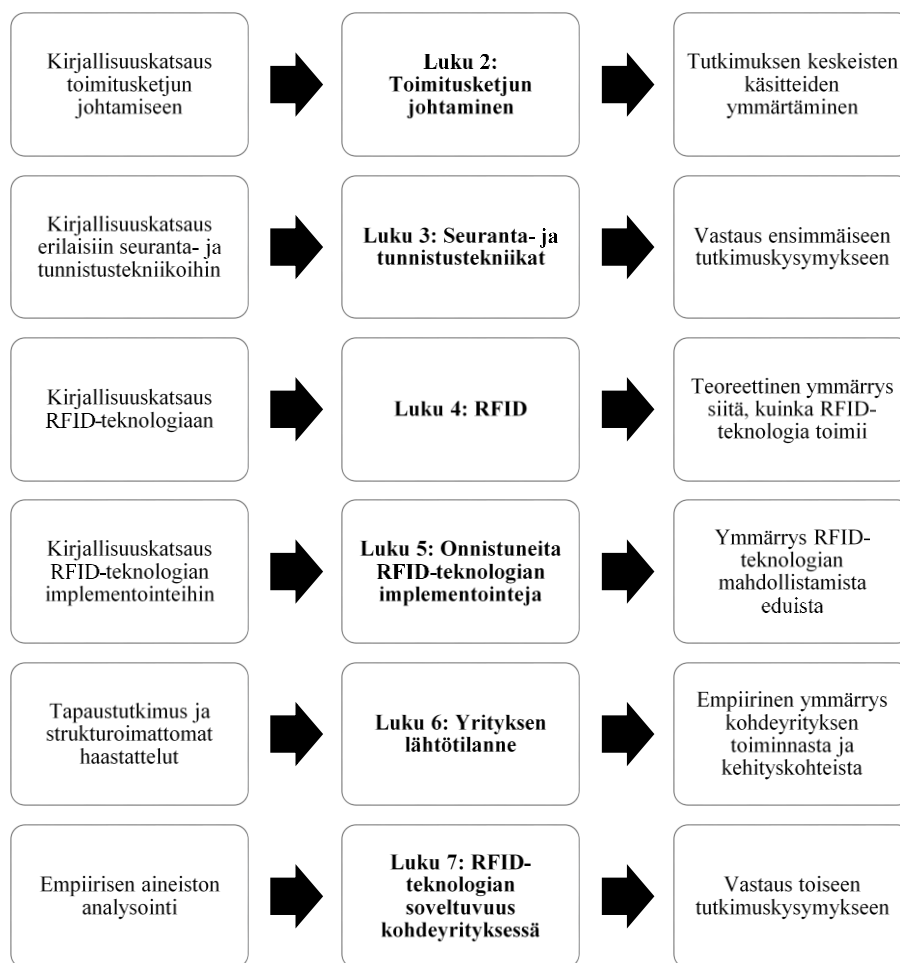 Kirjallisuuskatsaus
toimitusketjun
johtamiseen
Luku 2:
Toimitusketjun
johtaminen
Tutkimuksen keskeisten
käsitteiden
ymmärtäminen
Kirjallisuuskatsaus
erilaisiin seuranta- ja
tunnistustekniikoihin
Luku 3: Seuranta- ja
tunnistustekniikat
Vastaus ensimmäiseen
tutkimuskysymykseen
Kirjallisuuskatsaus
RFID-teknologiaan
Luku 4: RFID
Teoreettinen ymmärrys
siitä, kuinka RFID-
teknologia toimii
Kirjallisuuskatsaus
RFID-teknologian
implementointeihin
Luku 5: Onnistuneita
RFID-teknologian
implementointeja
Ymmärrys RFID-
teknologian
mahdollistamista
eduista
Tapaustutkimus ja
strukturoimattomat
haastattelut
Luku 6: Yrityksen
lähtötilanne
Empiirinen ymmärrys
kohdeyrityksen
toiminnasta ja
kehityskohteista
Empiirisen aineiston
analysointi
Luku 7: RFID-
teknologian
soveltuvuus
kohdeyrityksessä
Vastaus toiseen
tutkimuskysymykseen